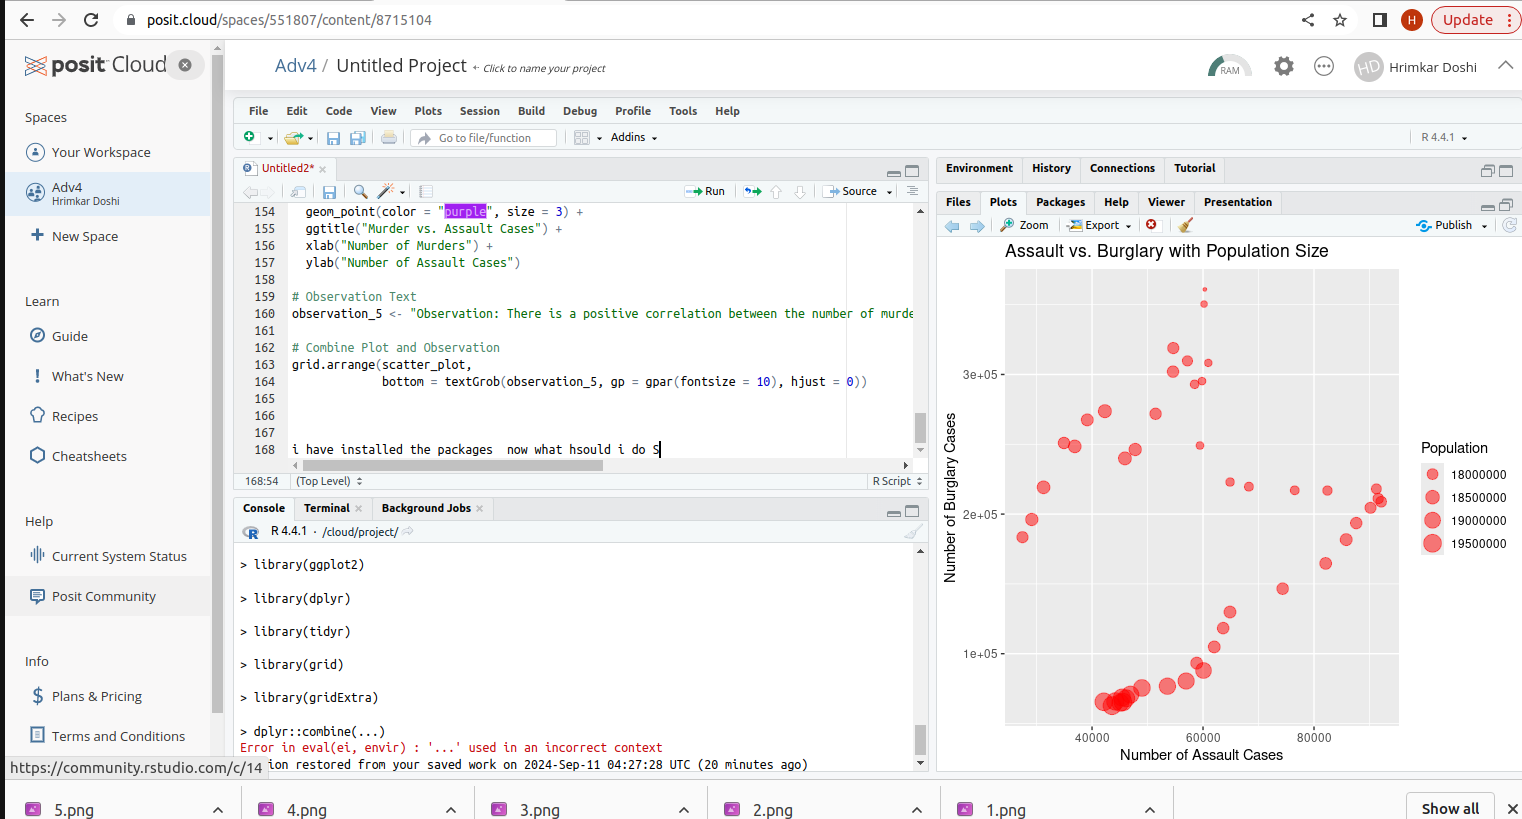 posit.cloud/spaces/551807/content/8715104
H
Update
posit Cloud
Adv4 / Untitled Project ← Click to name your project
RAM
HD
Hrimkar Doshi
Spaces
Your Workspace
Adv4
Hrimkar Doshi
New Space
Learn
Guide
What's New
Recipes
Cheatsheets
Help
Current System Status
Posit Community
Info
Plans & Pricing
Terms and Conditions
https://community.rstudio.com/c/14
File Edit Code View Plots Session Build Debug Profile Tools Help
Go to file/function
Addins
R 4.4.1
Untitled2*
Run
Source
154 geom_point(color = "purple", size = 3) +
155 ggtitle("Murder vs. Assault Cases") +
156 xlab("Number of Murders") +
157 ylab("Number of Assault Cases")
158
159 # Observation Text
160 observation_5 <- "Observation: There is a positive correlation between the number of murde
161
162 # Combine Plot and Observation
163 grid.arrange(scatter_plot,
164 bottom = textGrob(observation_5, gp = gpar(fontsize = 10), hjust = 0))
165
166
167
168 i have installed the packages  now what hsould i do S
168:54 (Top Level) R Script
Console Terminal Background Jobs
R 4.4.1 · /cloud/project/
> library(ggplot2)
> library(dplyr)
> library(tidyr)
> library(grid)
> library(gridExtra)
> dplyr::combine(...)
Error in eval(ei, envir) : '...' used in an incorrect context
ion restored from your saved work on 2024-Sep-11 04:27:28 UTC (20 minutes ago)
Environment History Connections Tutorial
Files Plots Packages Help Viewer Presentation
Zoom Export Publish
Assault vs. Burglary with Population Size
Number of Burglary Cases
3e+05
2e+05
1e+05
40000 60000 80000
Number of Assault Cases
Population
18000000
18500000
19000000
19500000
5.png 4.png 3.png 2.png 1.png
Show all